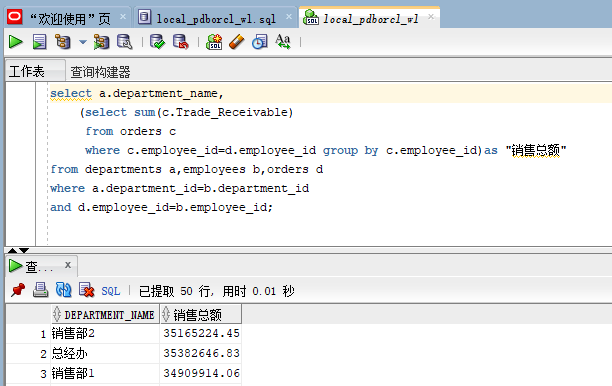 “欢迎使用”页
local_pdborcl_wl.sql
local_pdborcl_wl
Aa
工作表 查询构建器
select a.department_name,
(select sum(c.Trade_Receivable)
from orders c
where c.employee_id=d.employee_id group by c.employee_id)as "销售总额"
from departments a,employees b,orders d
where a.department_id=b.department_id
and d.employee_id=b.employee_id;
查... x
SQL | 已提取 50 行, 用时 0.01 秒
DEPARTMENT_NAME 销售总额
1 销售部2 35165224.45
2 总经办 35382646.83
3 销售部1 34909914.06